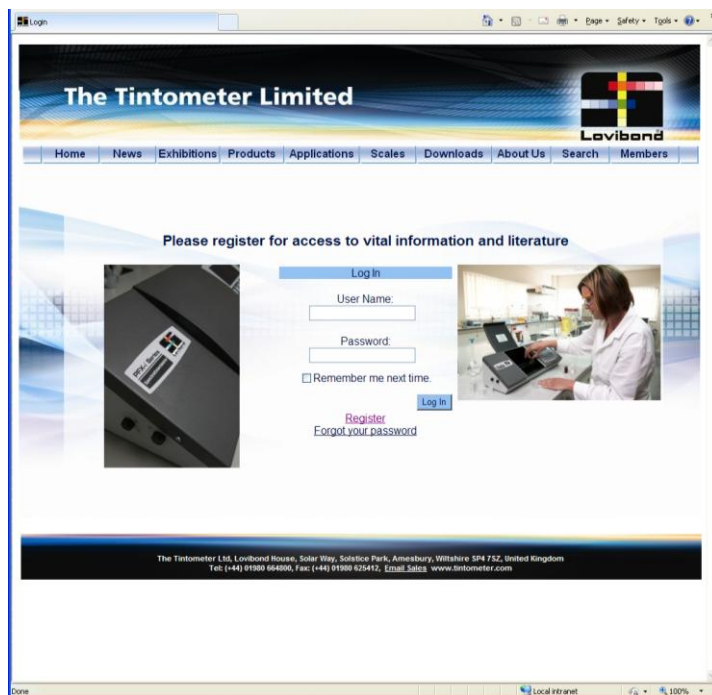 Login
Page Safety Tools
The Tintometer Limited
Lovibond
Home News Exhibitions Products Applications Scales Downloads About Us Search Members
Please register for access to vital information and literature
Log In
User Name:
Password:
Remember me next time.
Log In
Register
Forgot your password
PFXi Series
Lovibond
The Tintometer Ltd, Lovibond House, Solar Way, Solstice Park, Amesbury, Wiltshire SP4 7SZ, United Kingdom
Tel: (+44) 01980 664800, Fax: (+44) 01980 625412, Email Sales www.tintometer.com
Done Local intranet 100%